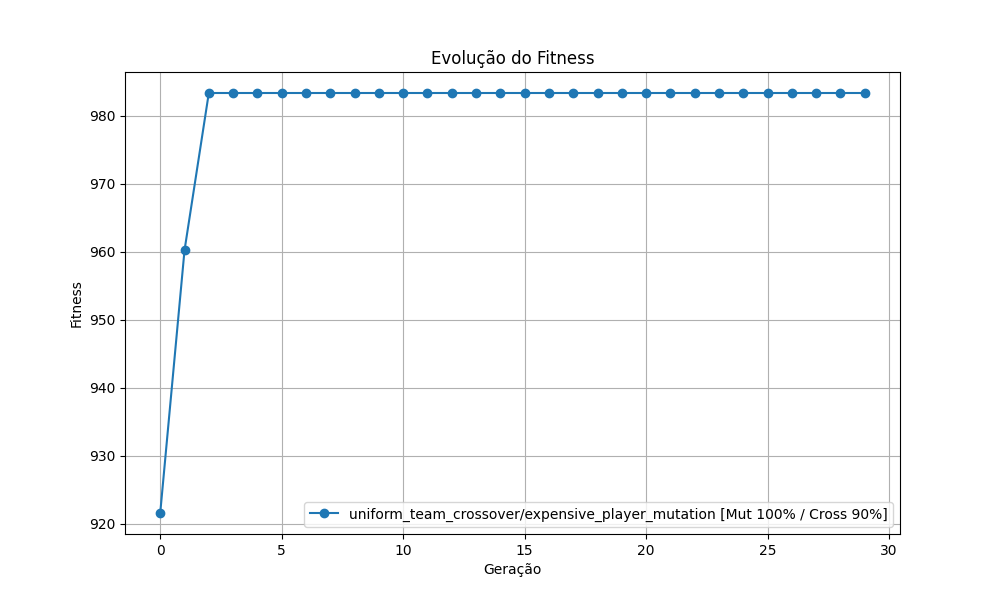 Evolução do Fitness
Fitness
980
970
960
950
940
930
920
uniform_team_crossover/expensive_player_mutation [Mut 100% / Cross 90%]
0 5 10 15 20 25 30
Geração